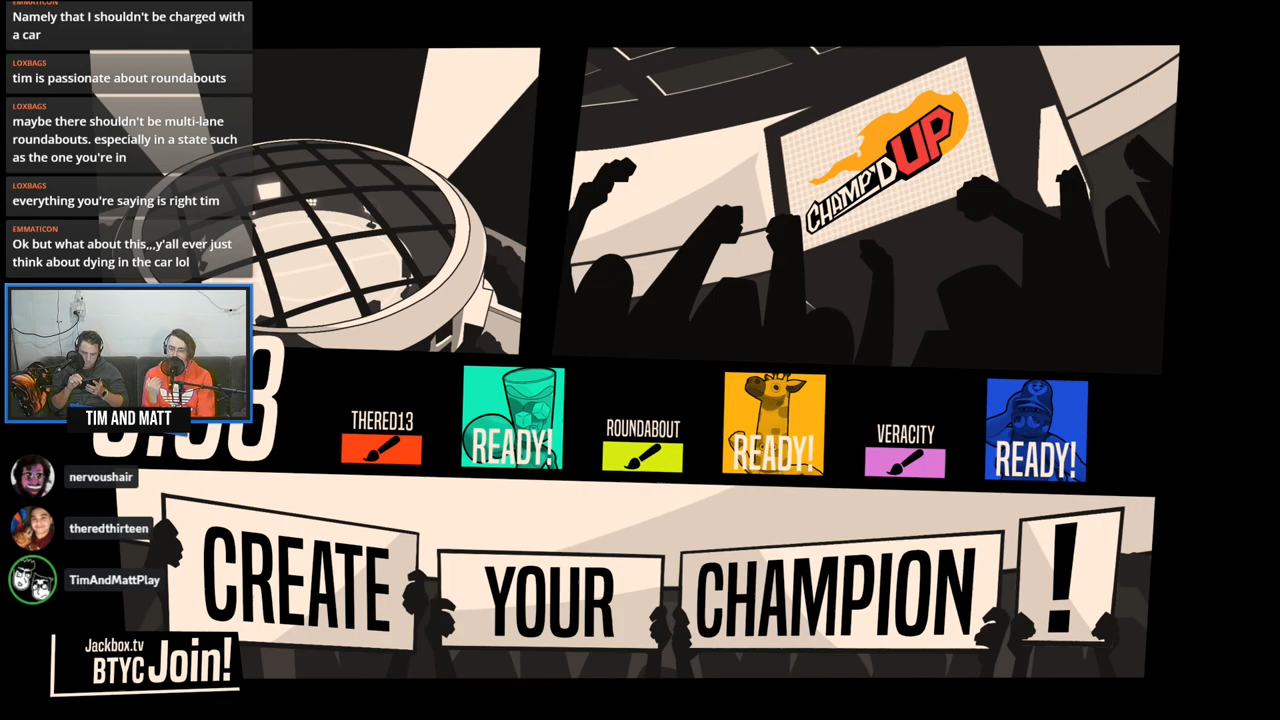 EMMATICON
Namely that I shouldn't be charged with
a car
LOXBAGS
tim is passionate about roundabouts
LOXBAGS
maybe there shouldn't be multi-lane
roundabouts. especially in a state such
as the one you're in
LOXBAGS
everything you're saying is right tim
EMMATICON
Ok but what about this,,,y'all ever just
think about dying in the car lol
CHAMP'D UP
TIM AND MATT
THERED13
READY!
ROUNDABOUT
READY!
VERACITY
READY!
nervoushair
theredthirteen
TimAndMattPlay
CREATE
YOUR
CHAMPION
!
Jackbox.tv
BTYC Join!